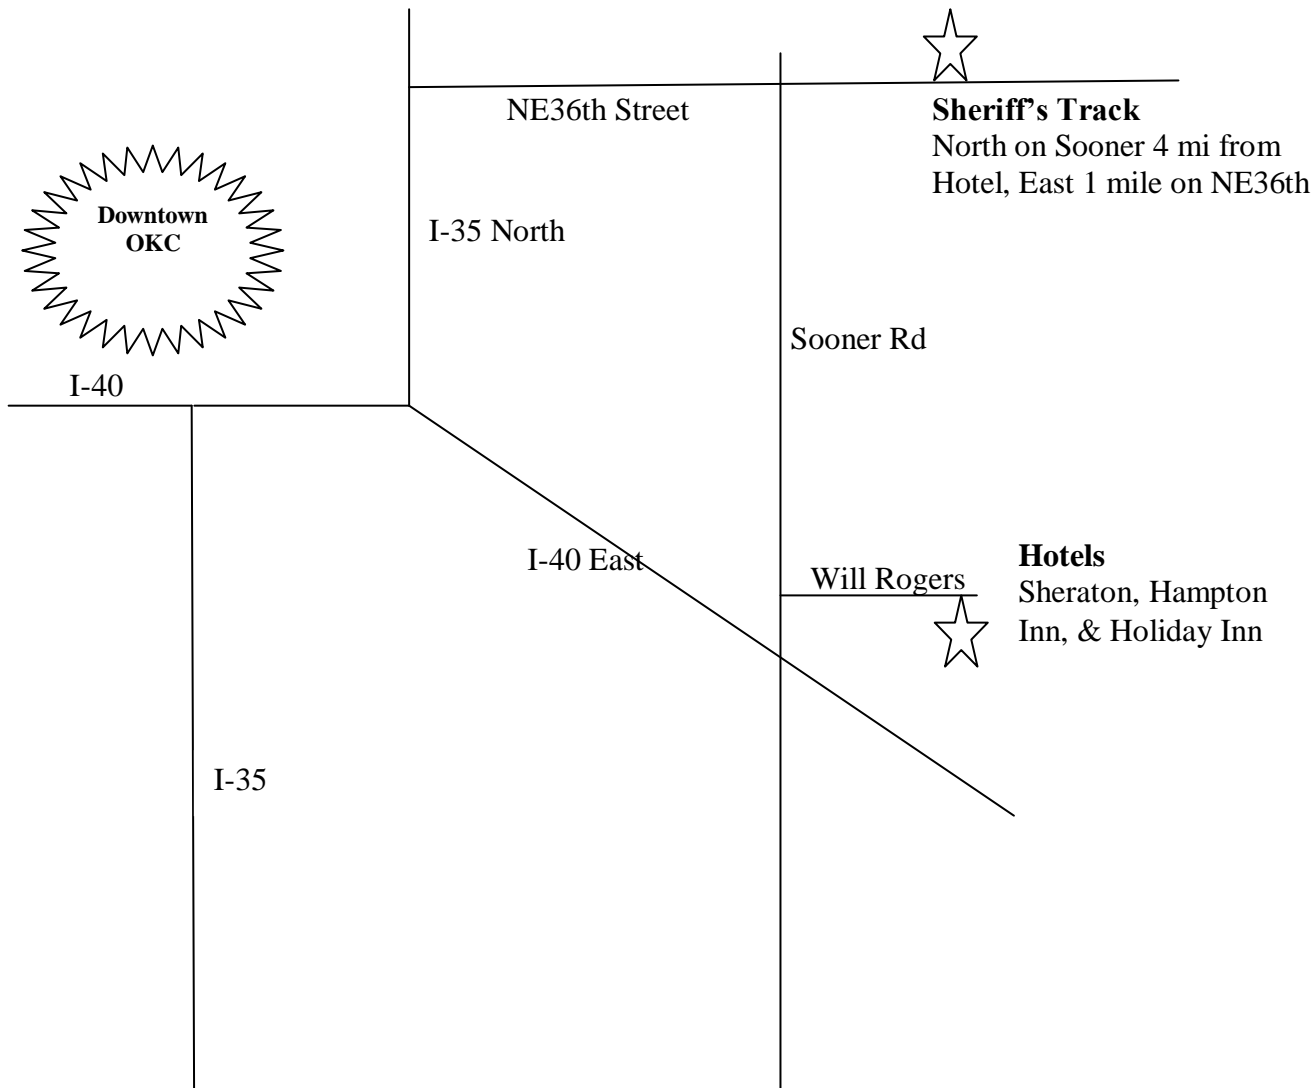 NE36th Street
Sheriff’s Track
North on Sooner 4 mi from
Hotel, East 1 mile on NE36th
Downtown
OKC
I-35 North
Sooner Rd
I-40
I-40 East
Will Rogers
Hotels
Sheraton, Hampton
Inn, & Holiday Inn
I-35